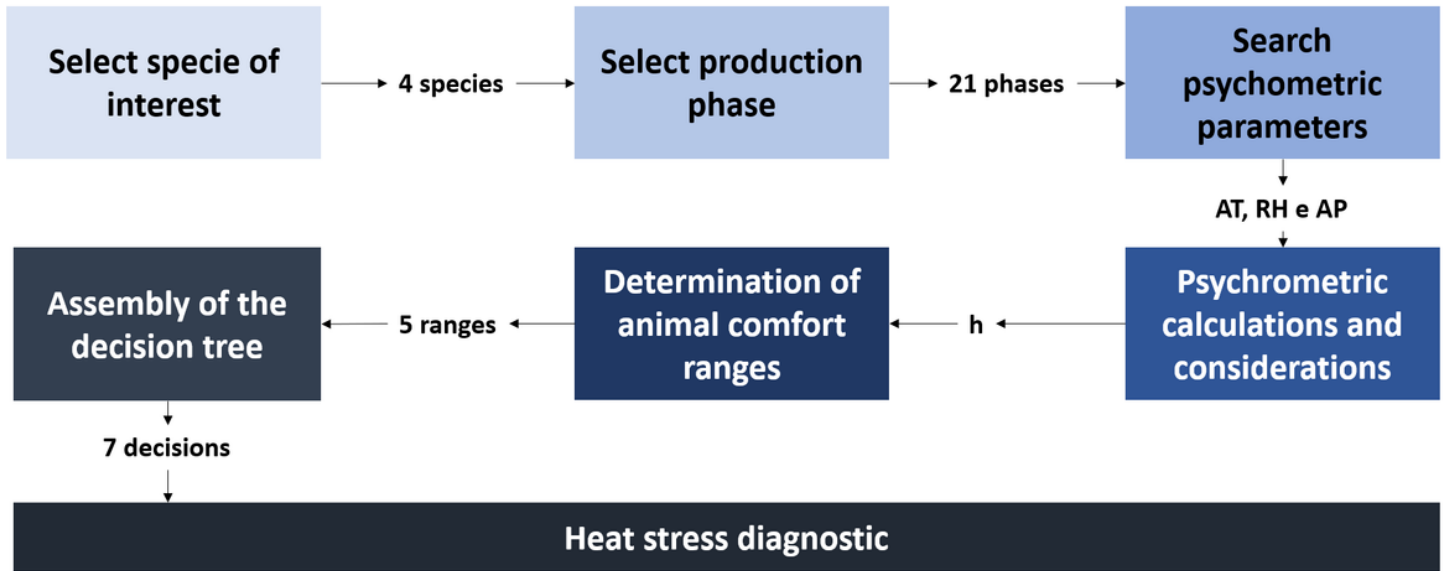 Select specie of
interest
4 species
Select production
phase
21 phases
Search
psychometric
parameters
AT, RH e AP
Psychrometric
calculations and
considerations
h
Determination of
animal comfort
ranges
5 ranges
Assembly of the
decision tree
7 decisions
Heat stress diagnostic